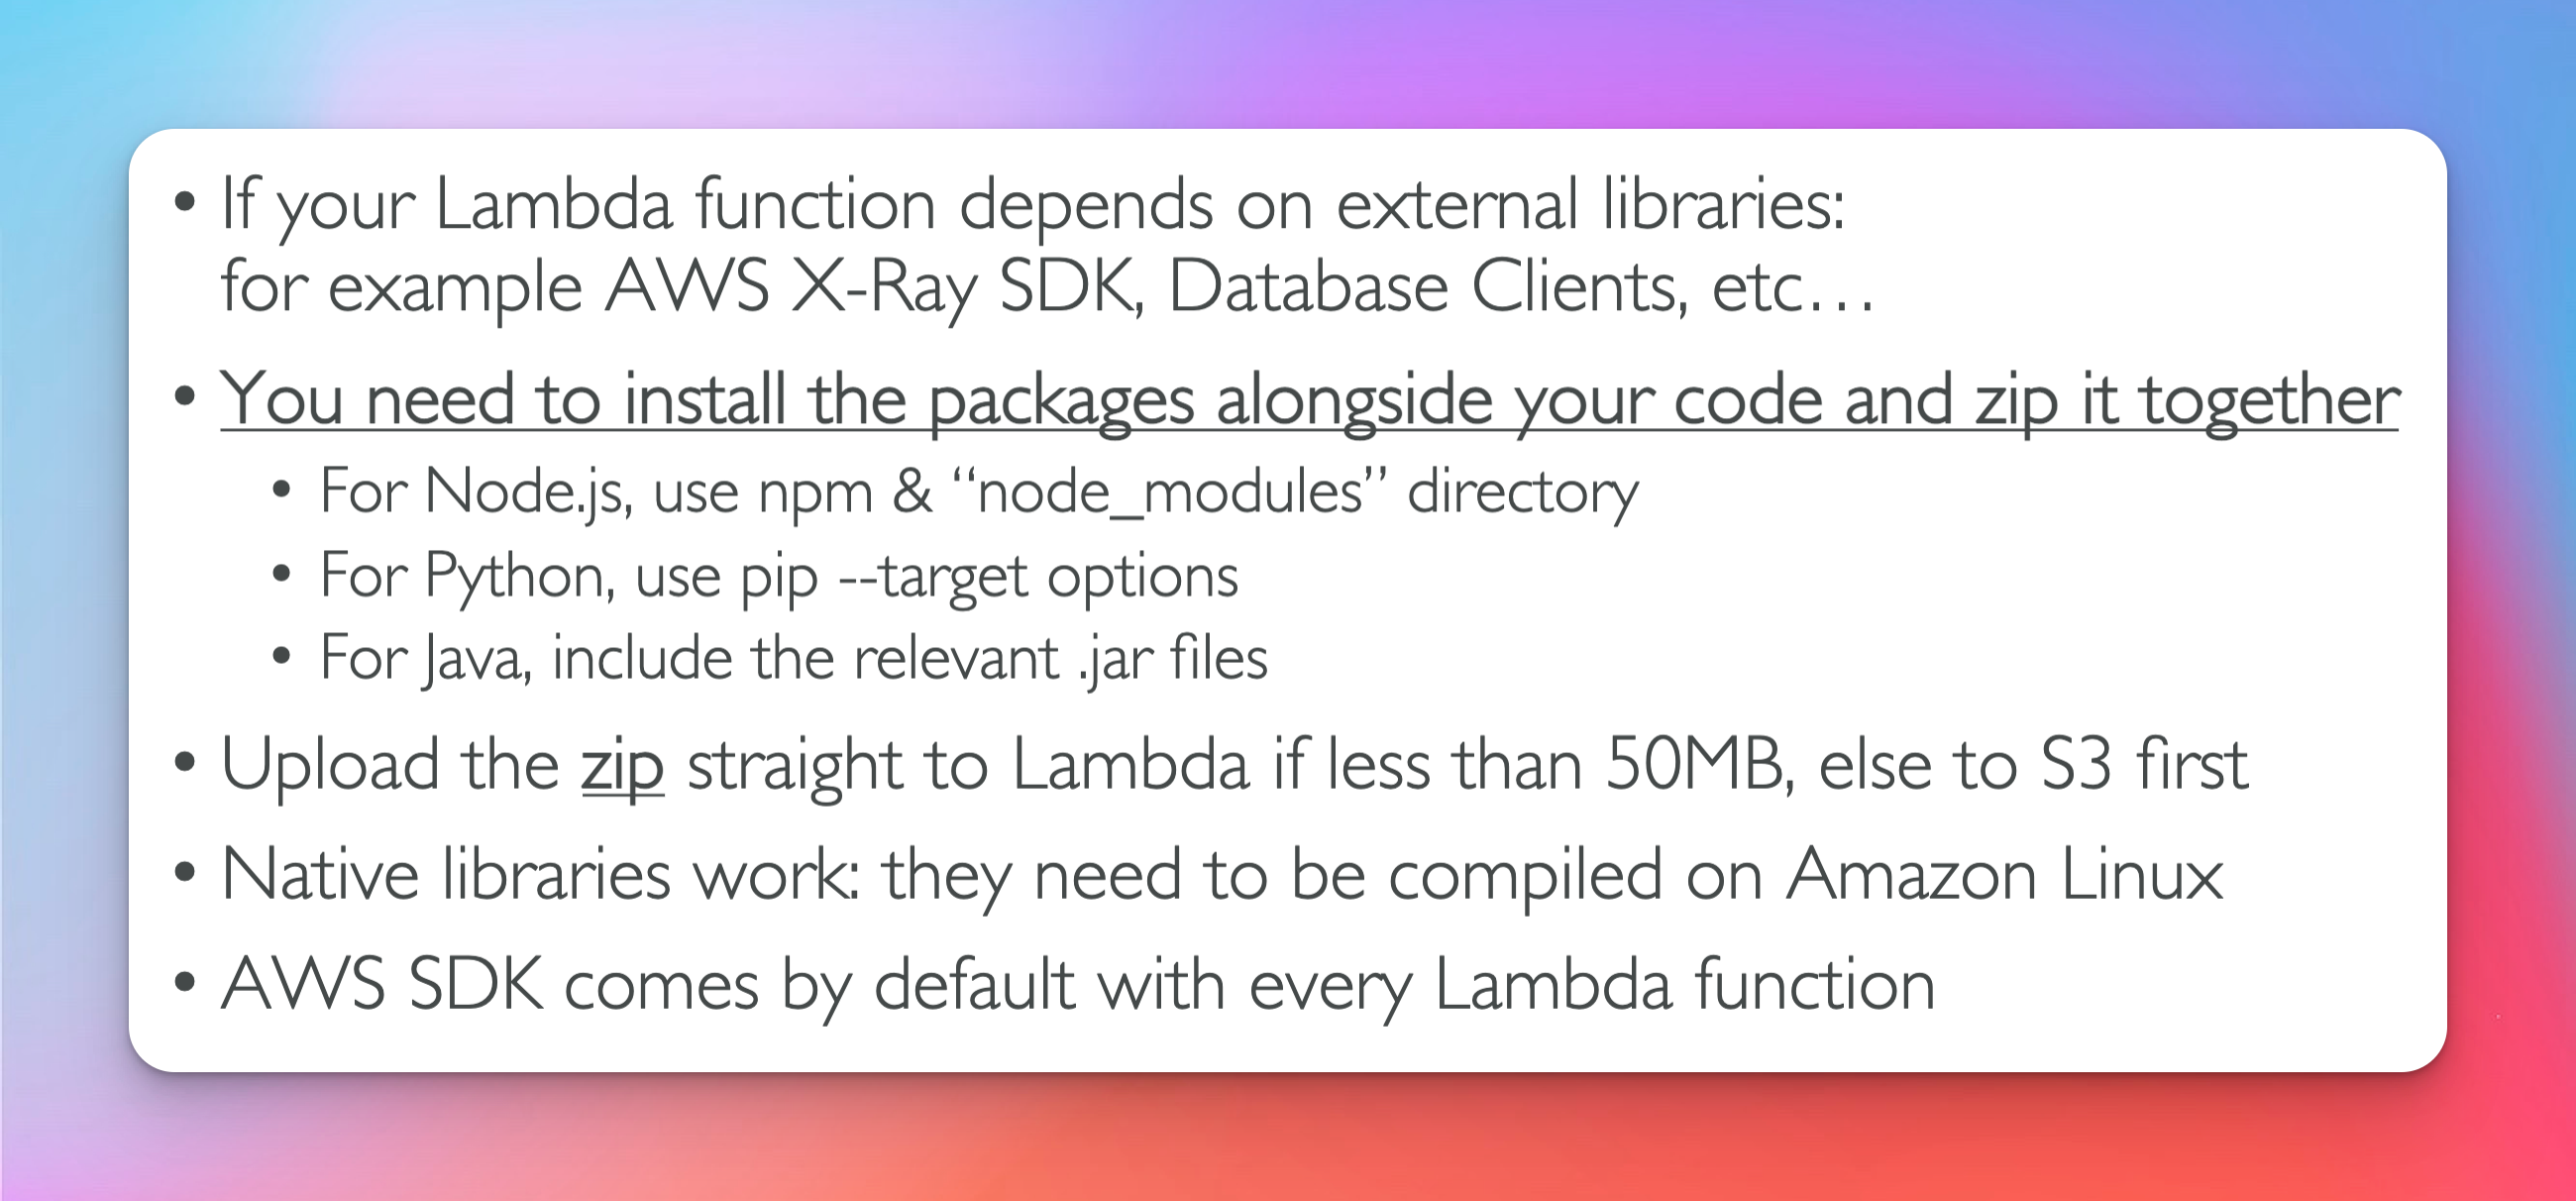 • If your Lambda function depends on external libraries:
for example AWS X-Ray SDK, Database Clients, etc…
• You need to install the packages alongside your code and zip it together
• For Node.js, use npm & “node_modules” directory
• For Python, use pip --target options
• For Java, include the relevant .jar files
• Upload the zip straight to Lambda if less than 50MB, else to S3 first
• Native libraries work: they need to be compiled on Amazon Linux
• AWS SDK comes by default with every Lambda function